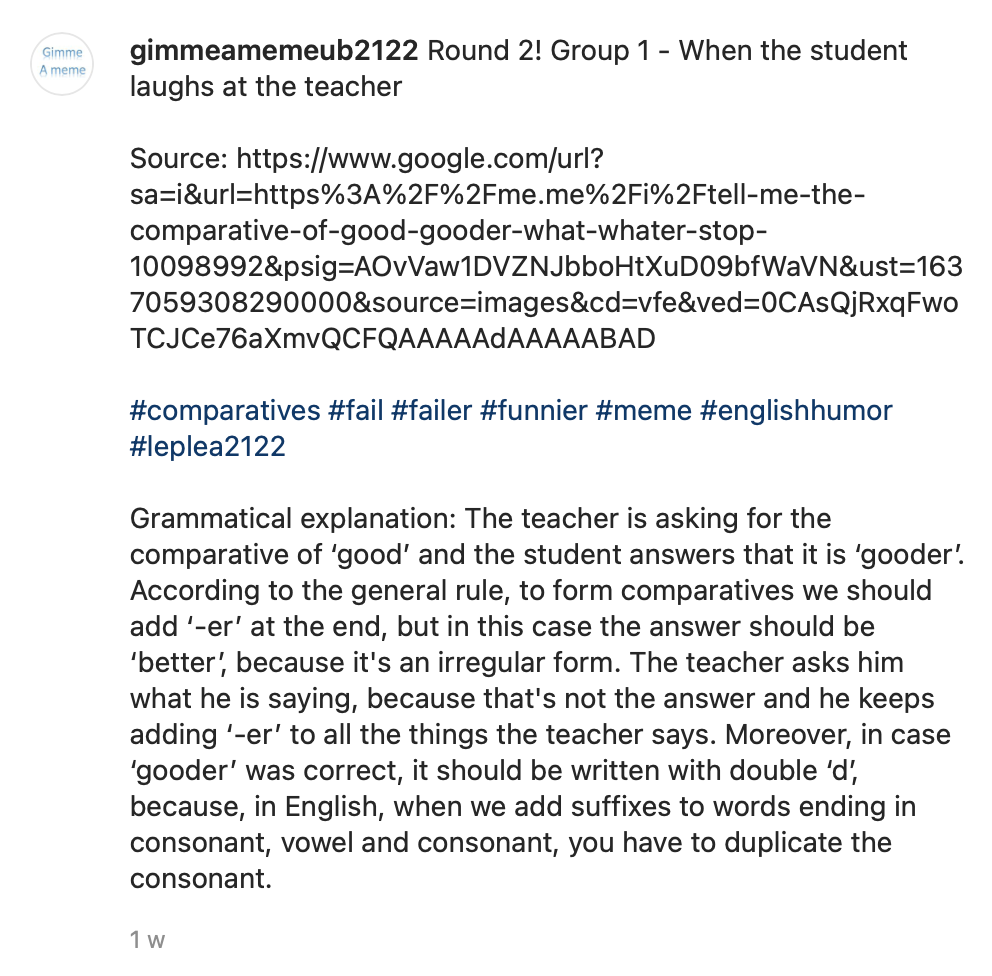 Gimme
A meme
gimmeamemeub2122 Round 2! Group 1 - When the student
laughs at the teacher
Source: https://www.google.com/url?
sa=i&url=https%3A%2F%2Fme.me%2Fi%2Ftell-me-the-
comparative-of-good-gooder-what-whater-stop-
10098992&psig=AOvVaw1DVZNJbboHtXuD09bfWaVN&ust=163
7059308290000&source=images&cd=vfe&ved=0CAsQjRxqFwo
TCJCe76aXmvQCFQAAAAAdAAAAABAD
#comparatives #fail #failer #funnier #meme #englishhumor
#leplea2122
Grammatical explanation: The teacher is asking for the
comparative of ‘good’ and the student answers that it is ‘gooder’.
According to the general rule, to form comparatives we should
add ‘-er’ at the end, but in this case the answer should be
‘better’, because it's an irregular form. The teacher asks him
what he is saying, because that's not the answer and he keeps
adding ‘-er’ to all the things the teacher says. Moreover, in case
‘gooder’ was correct, it should be written with double ‘d’,
because, in English, when we add suffixes to words ending in
consonant, vowel and consonant, you have to duplicate the
consonant.
1 w